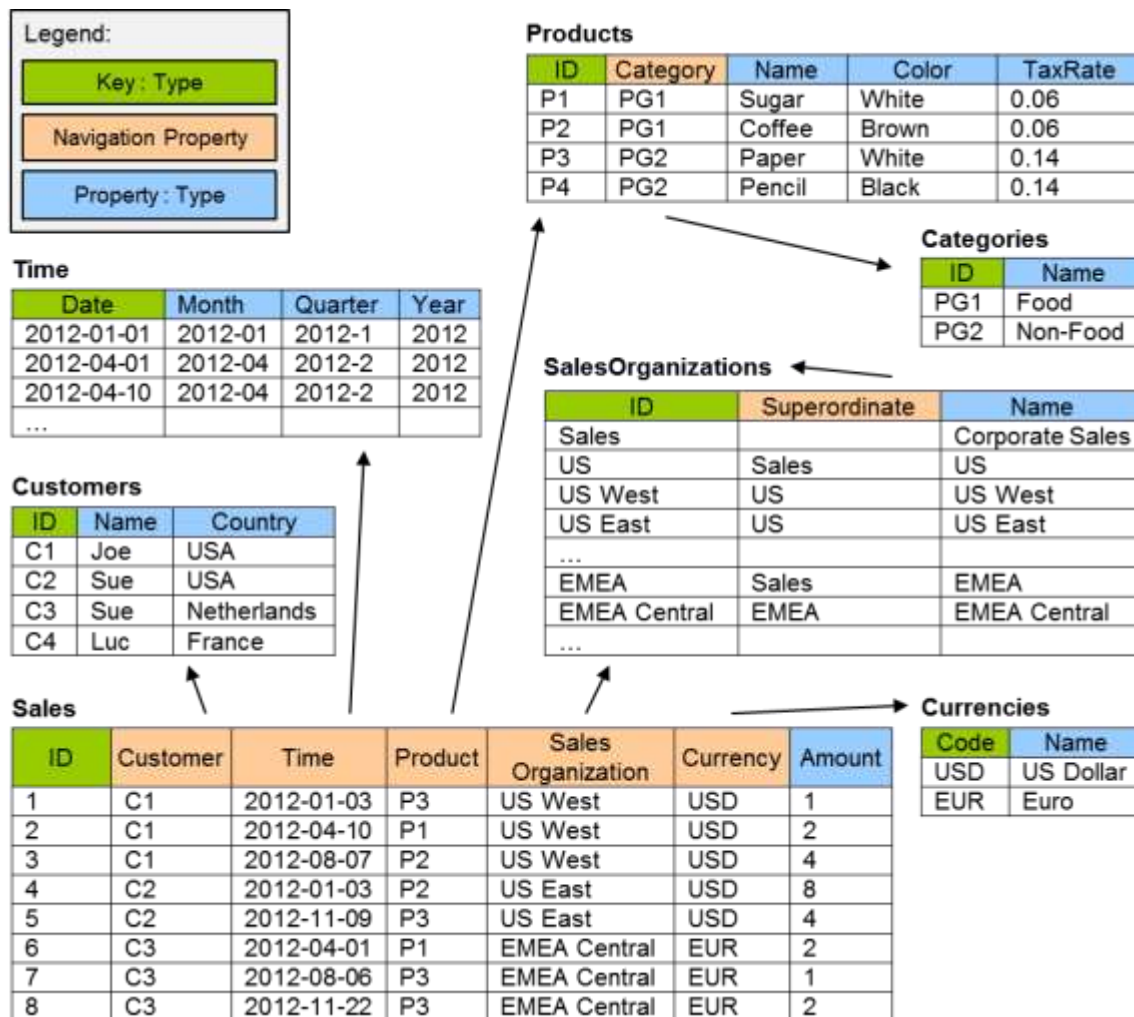 Legend:
Key : Type
Navigation Property
Property : Type
Products
ID Category Name Color TaxRate
P1 PG1 Sugar White 0.06
P2 PG1 Coffee Brown 0.06
P3 PG2 Paper White 0.14
P4 PG2 Pencil Black 0.14
Categories
ID Name
PG1 Food
PG2 Non-Food
Time
Date Month Quarter Year
2012-01-01 2012-01 2012-1 2012
2012-04-01 2012-04 2012-2 2012
2012-04-10 2012-04 2012-2 2012
...
SalesOrganizations
ID Superordinate Name
Sales Corporate Sales
US Sales US
US West US US West
US East US US East
...
EMEA Sales EMEA
EMEA Central EMEA EMEA Central
...
Customers
ID Name Country
C1 Joe USA
C2 Sue USA
C3 Sue Netherlands
C4 Luc France
Sales
ID Customer Time Product Sales Organization Currency Amount
1 C1 2012-01-03 P3 US West USD 1
2 C1 2012-04-10 P1 US West USD 2
3 C1 2012-08-07 P2 US West USD 4
4 C2 2012-01-03 P2 US East USD 8
5 C2 2012-11-09 P3 US East USD 4
6 C3 2012-04-01 P1 EMEA Central EUR 2
7 C3 2012-08-06 P3 EMEA Central EUR 1
8 C3 2012-11-22 P3 EMEA Central EUR 2
Currencies
Code Name
USD US Dollar
EUR Euro